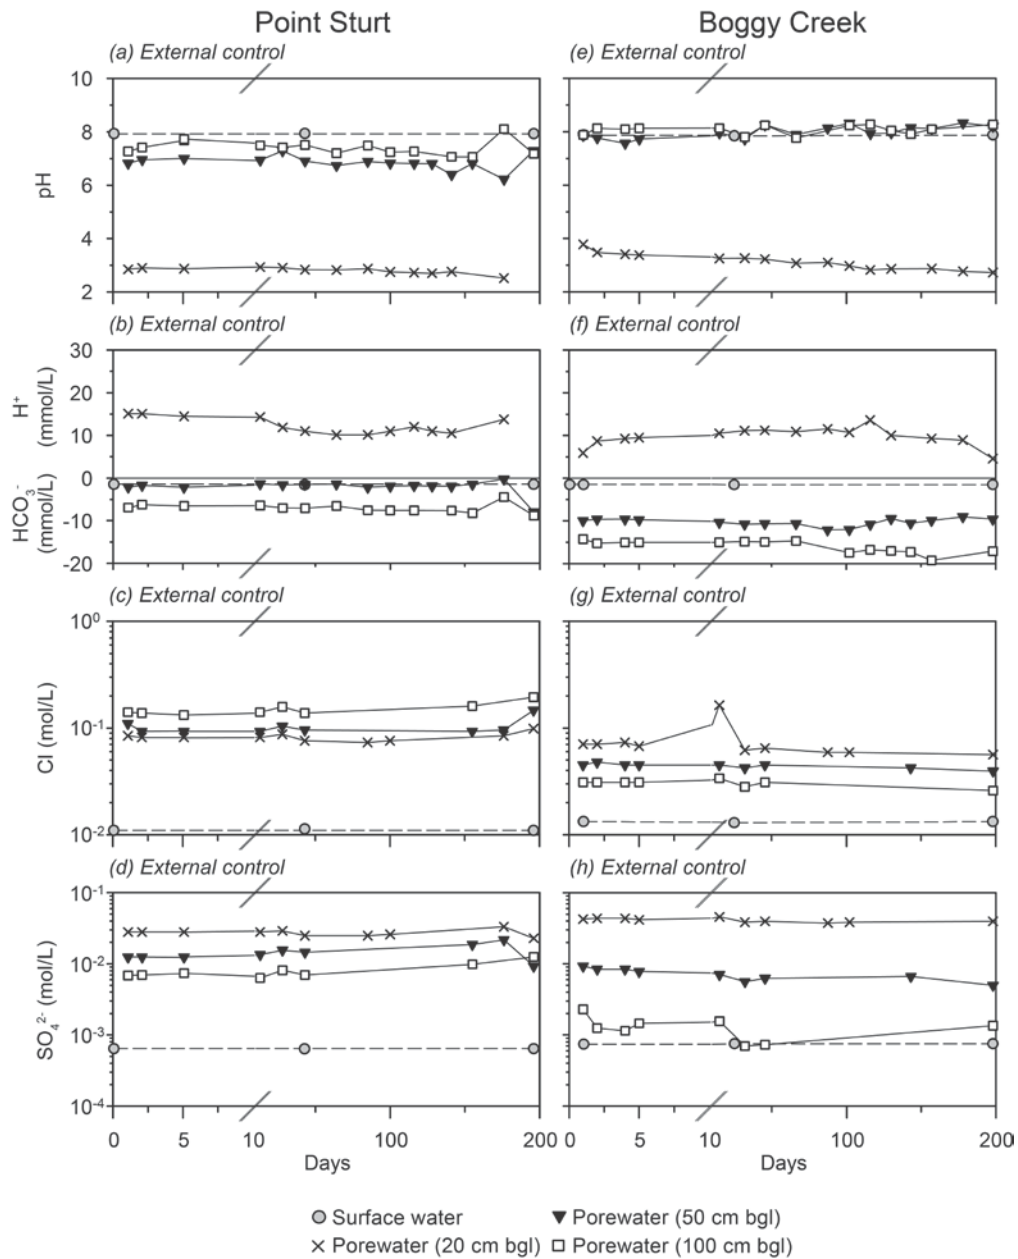 Point Sturt
Boggy Creek
(a) External control
(e) External control
10
8
6
4
2
pH
(b) External control
(f) External control
30
20
10
0
-10
-20
H⁺
(mmol/L)
HCO₃⁻
(mmol/L)
(c) External control
(g) External control
10⁰
10⁻¹
10⁻²
Cl (mol/L)
(d) External control
(h) External control
10⁻¹
10⁻²
10⁻³
10⁻⁴
SO₄²⁻ (mol/L)
0 5 10 100 200 0 5 10 100 200
Days Days
Surface water
Porewater (50 cm bgl)
Porewater (20 cm bgl)
Porewater (100 cm bgl)